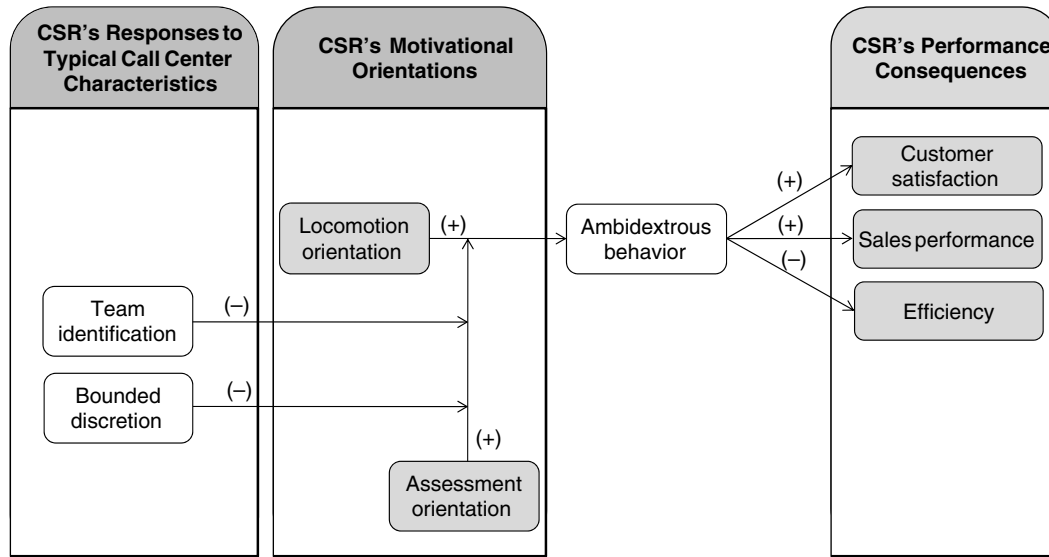 CSR's Responses to
Typical Call Center
Characteristics
CSR's Motivational
Orientations
CSR's Performance
Consequences
Customer
satisfaction
(+)
Locomotion
orientation
(+)
Ambidextrous
behavior
(+)
Sales performance
(–)
Team
identification
(–)
Efficiency
Bounded
discretion
(–)
(+)
Assessment
orientation